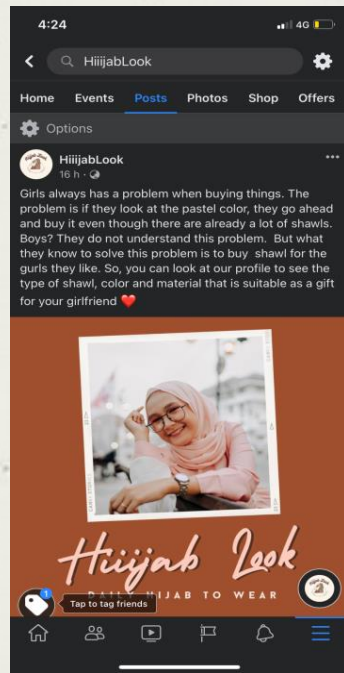 4:24
4G
HiiijabLook
Home Events Posts Photos Shop Offers
Options
HiiijabLook
16 h ·
Girls always has a problem when buying things. The
problem is if they look at the pastel color, they go ahead
and buy it even though there are already a lot of shawls.
Boys? They do not understand this problem. But what
they know to solve this problem is to buy shawl for the
gurls they like. So, you can look at our profile to see the
type of shawl, color and material that is suitable as a gift
for your girlfriend ❤️
Hiiijab Look
DAILY HIJAB TO WEAR
1
Tap to tag friends